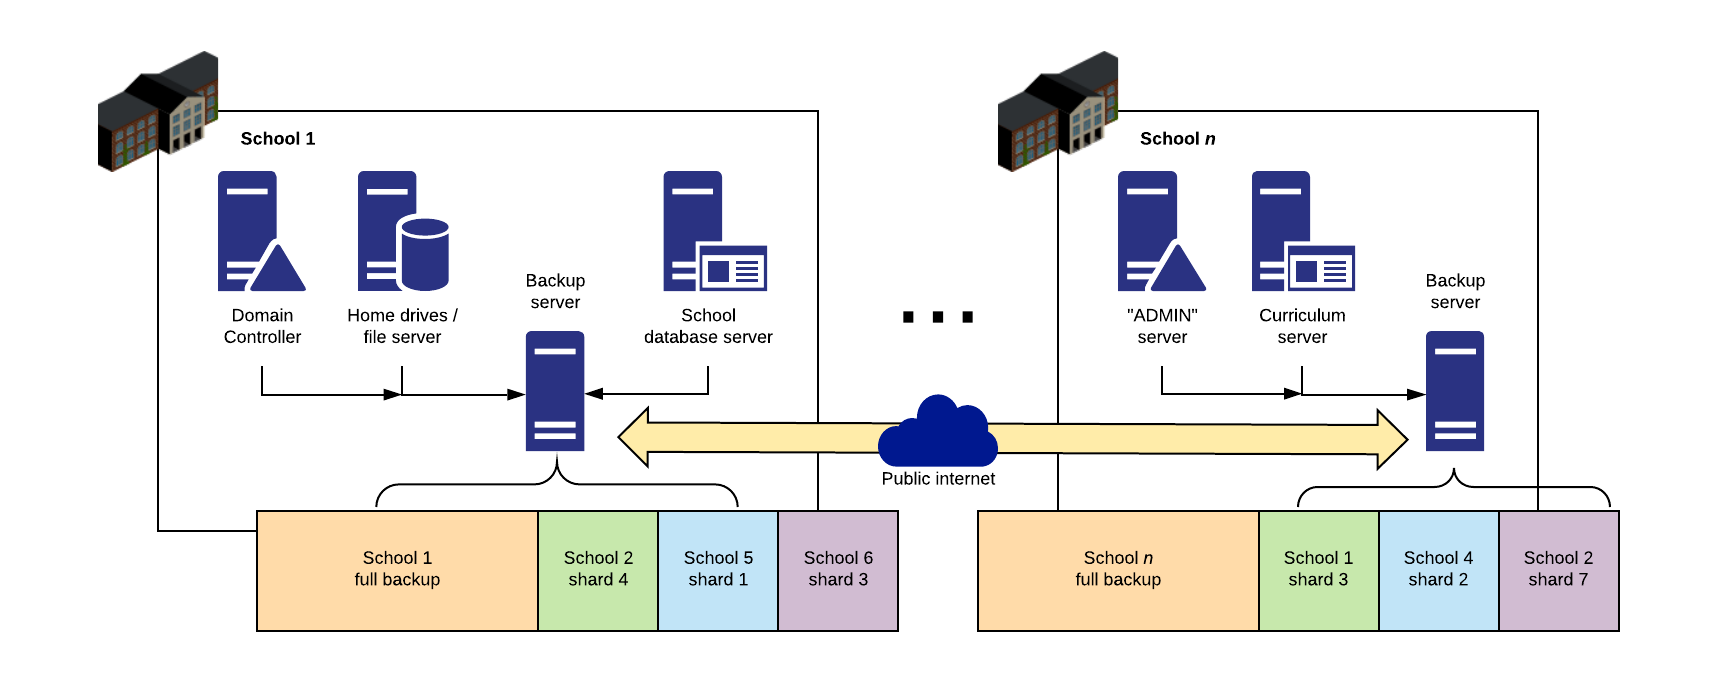 School 1
Domain
Controller
Home drives /
file server
Backup
server
School
database server
School n
"ADMIN"
server
Curriculum
server
Backup
server
Public internet
School 1
full backup
School 2
shard 4
School 5
shard 1
School 6
shard 3
School n
full backup
School 1
shard 3
School 4
shard 2
School 2
shard 7